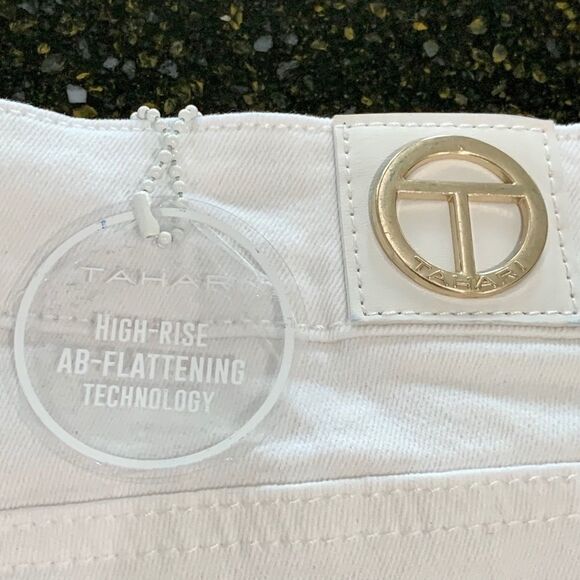 TAHARI
HIGH-RISE
AB-FLATTENING
TECHNOLOGY
T
TAHARI